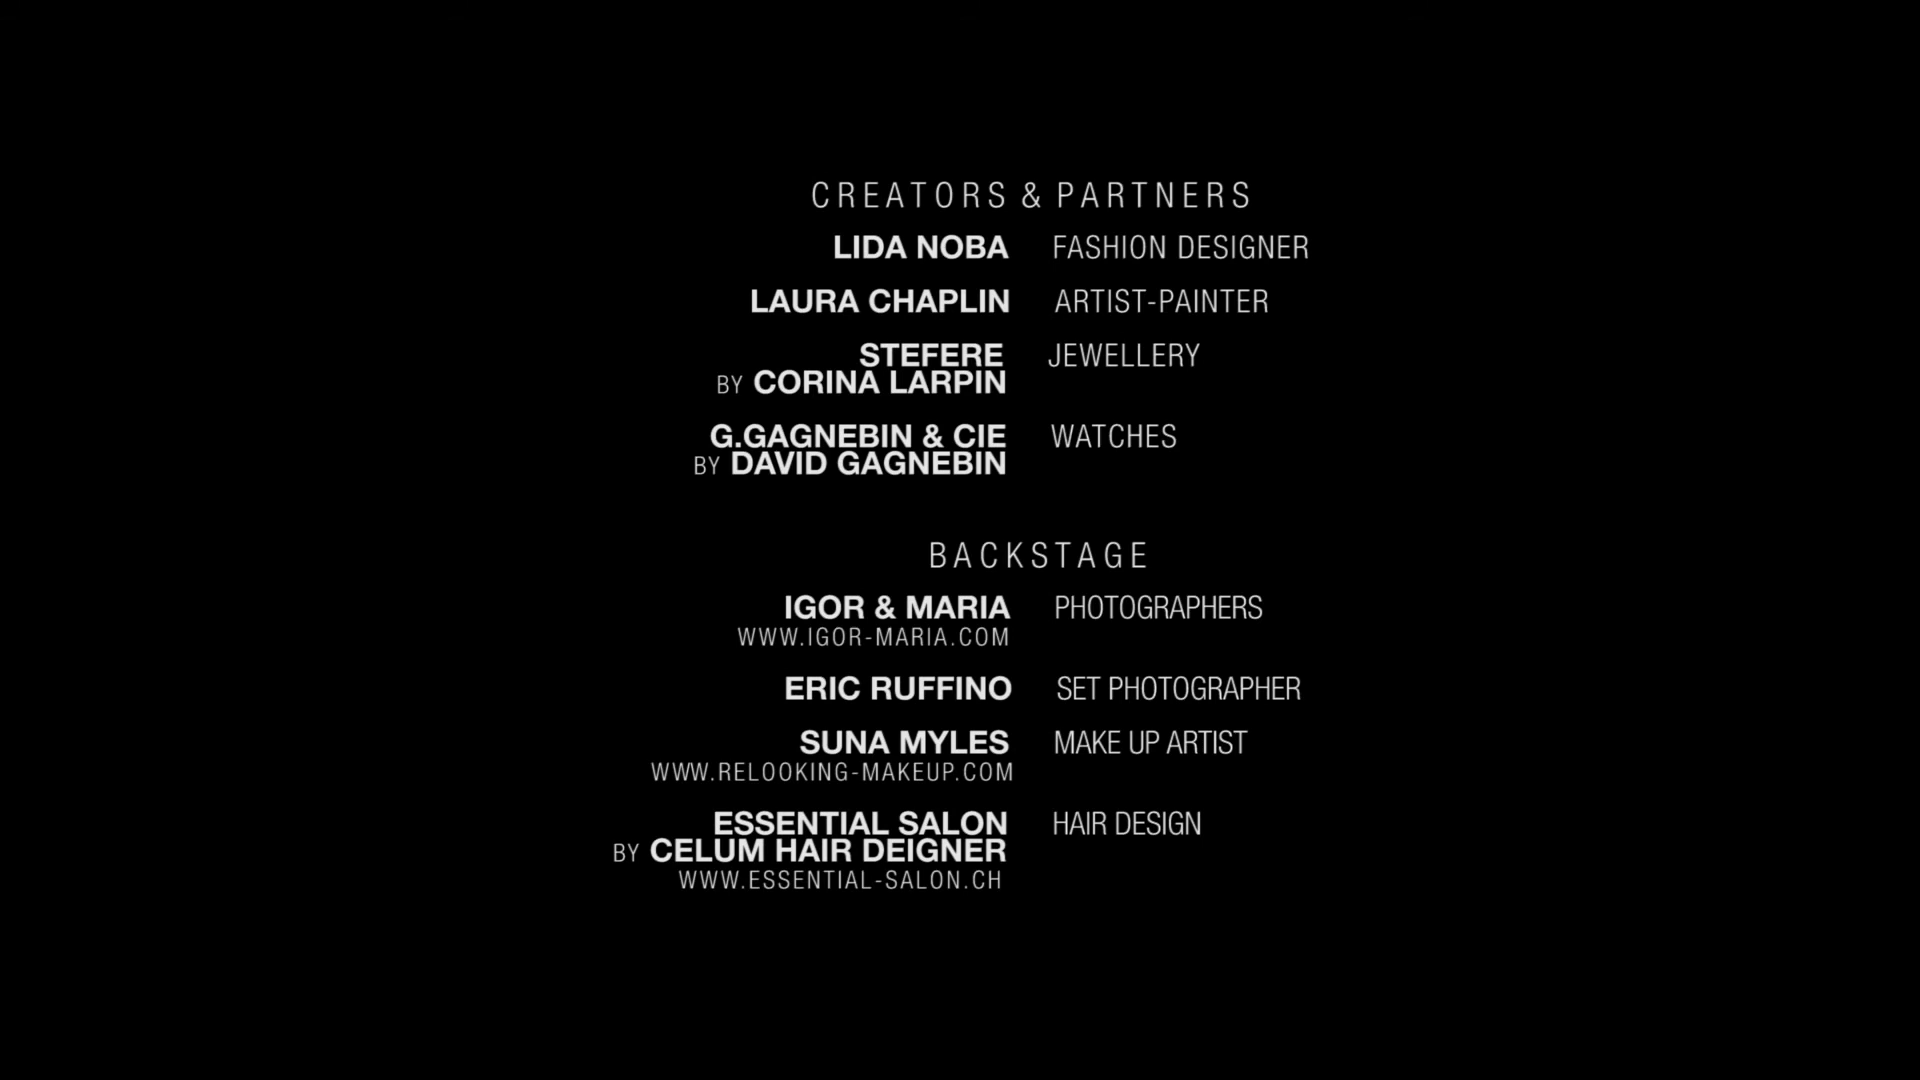 CREATORS & PARTNERS
LIDA NOBA FASHION DESIGNER
LAURA CHAPLIN ARTIST-PAINTER
STEFERE JEWELLERY
BY CORINA LARPIN
G.GAGNEBIN & CIE WATCHES
BY DAVID GAGNEBIN
BACKSTAGE
IGOR & MARIA PHOTOGRAPHERS
WWW.IGOR-MARIA.COM
ERIC RUFFINO SET PHOTOGRAPHER
SUNA MYLES MAKE UP ARTIST
WWW.RELOOKING-MAKEUP.COM
ESSENTIAL SALON HAIR DESIGN
BY CELUM HAIR DEIGNER
WWW.ESSENTIAL-SALON.CH